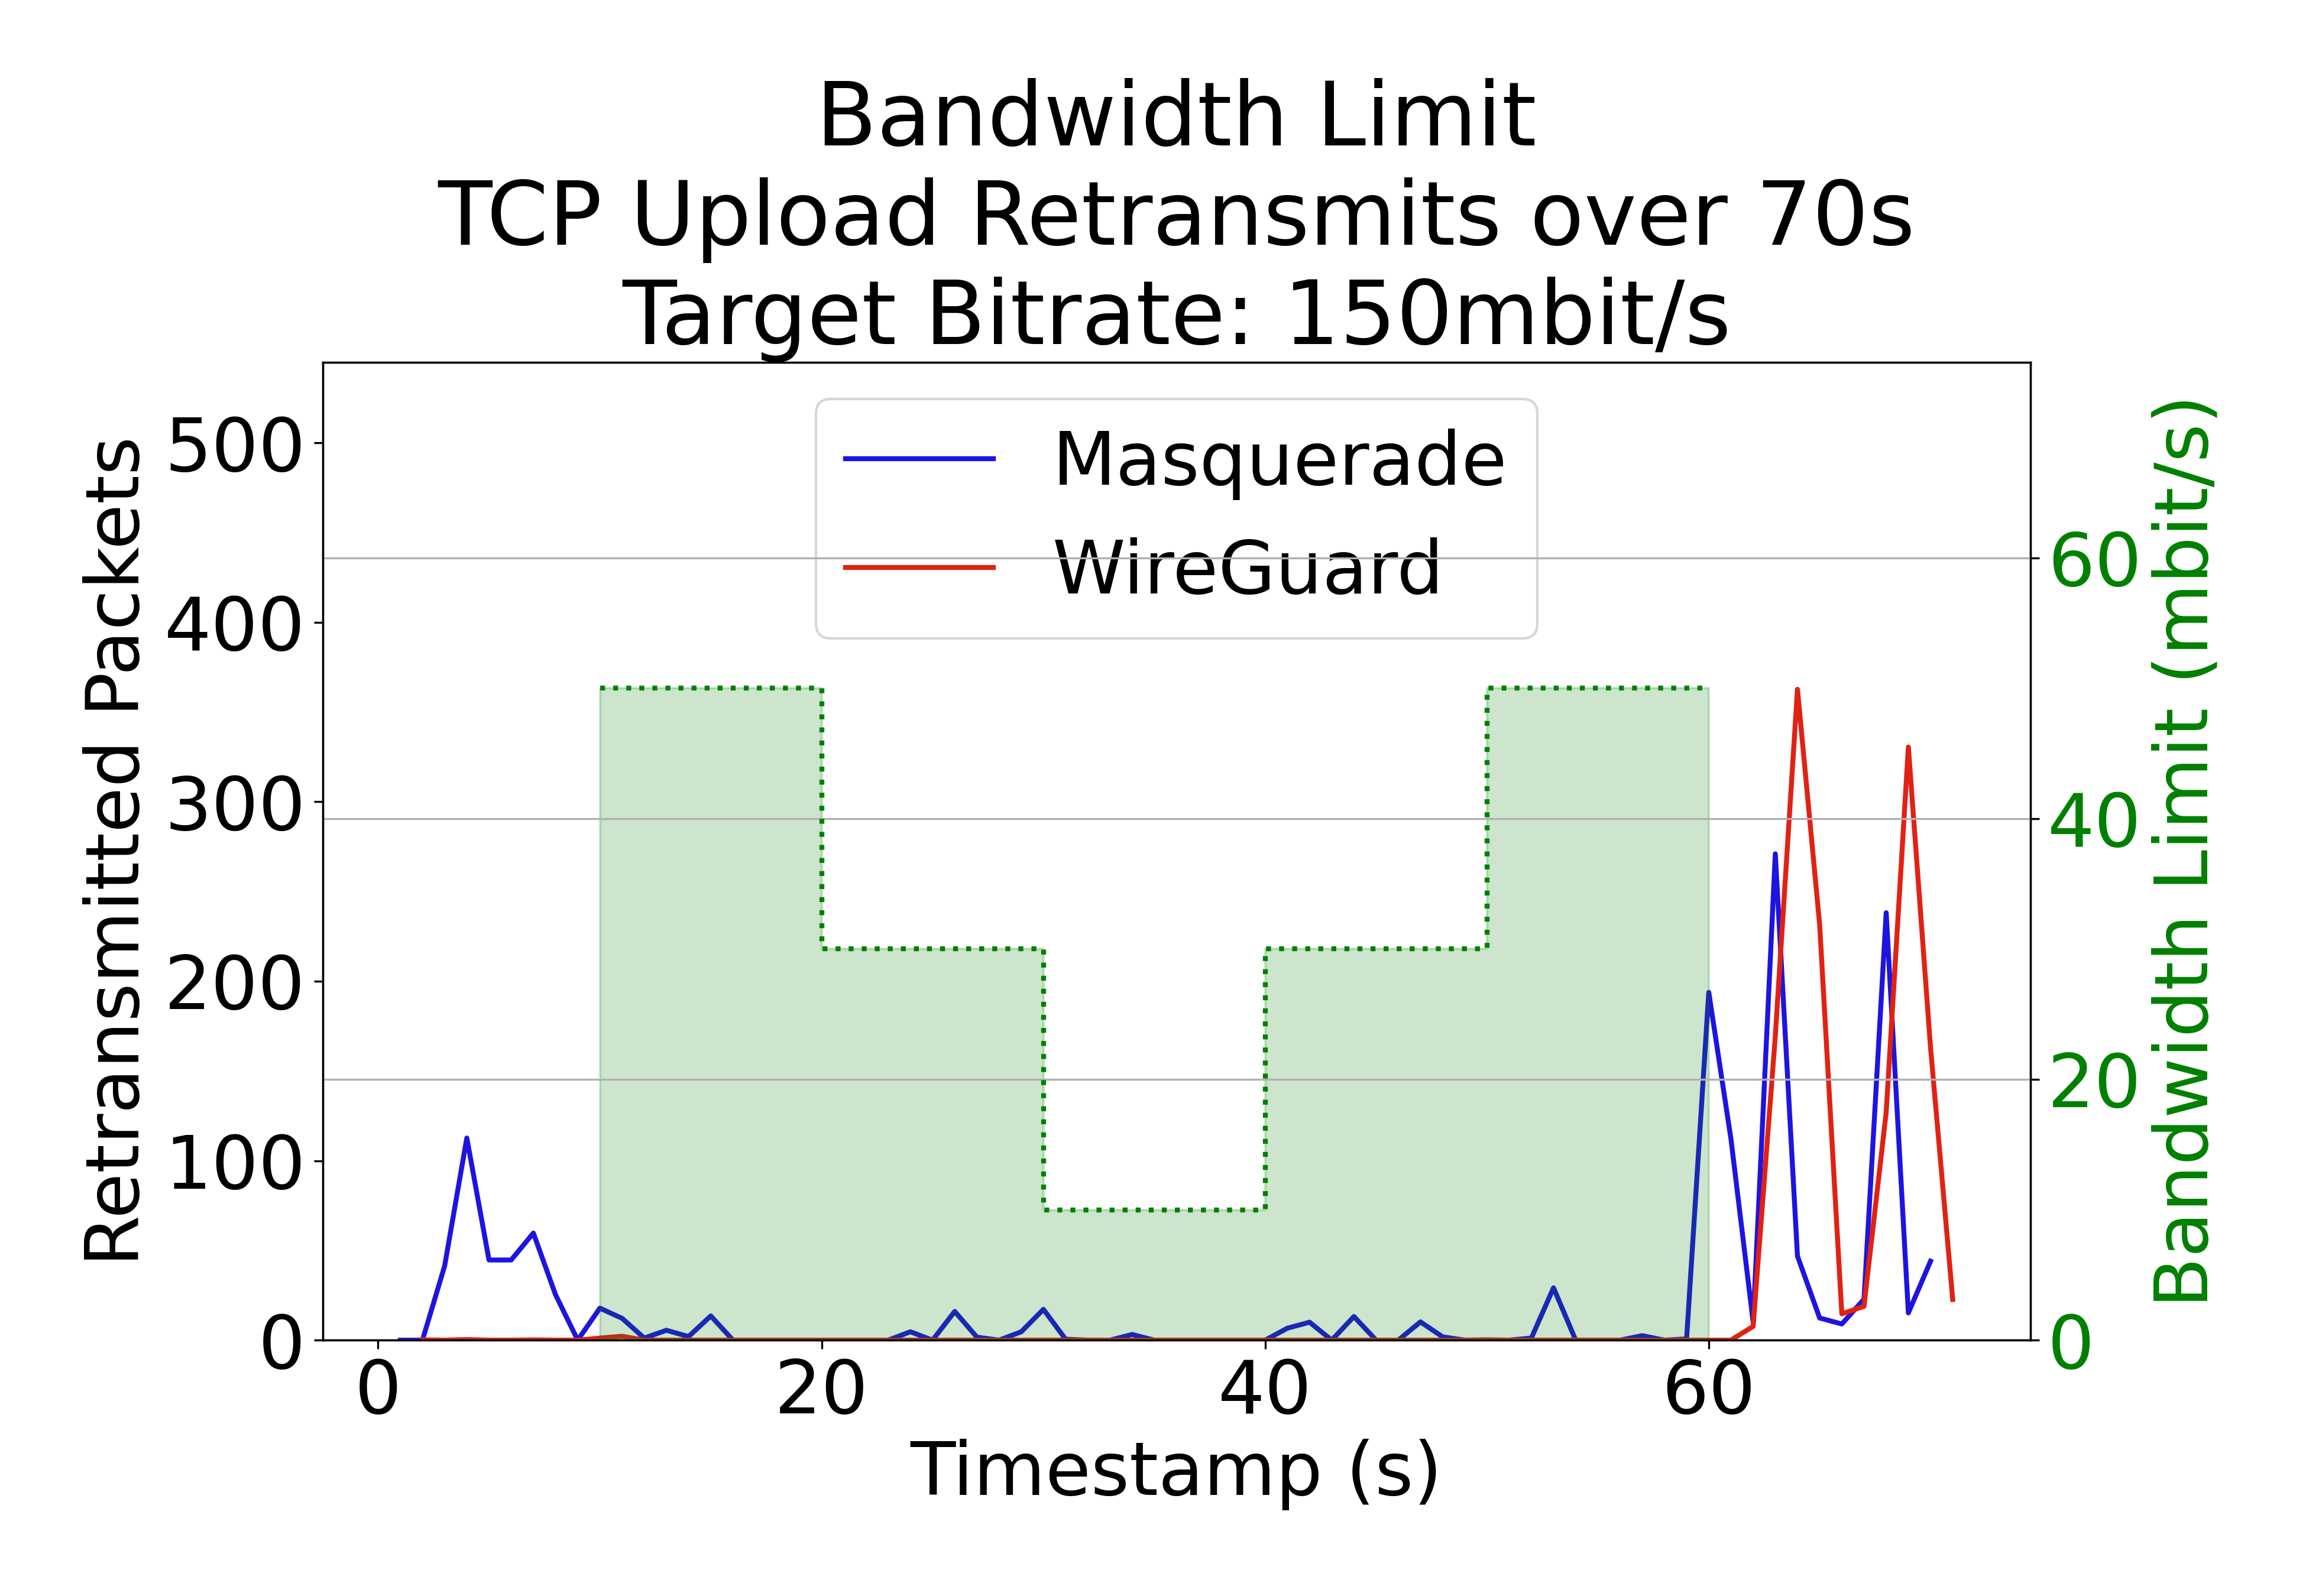 Bandwidth Limit
TCP Upload Retransmits over 70s
Target Bitrate: 150mbit/s
Masquerade
WireGuard
Retransmitted Packets
500
400
300
200
100
0
60
40
20
0
Bandwidth Limit (mbit/s)
0 20 40 60
Timestamp (s)